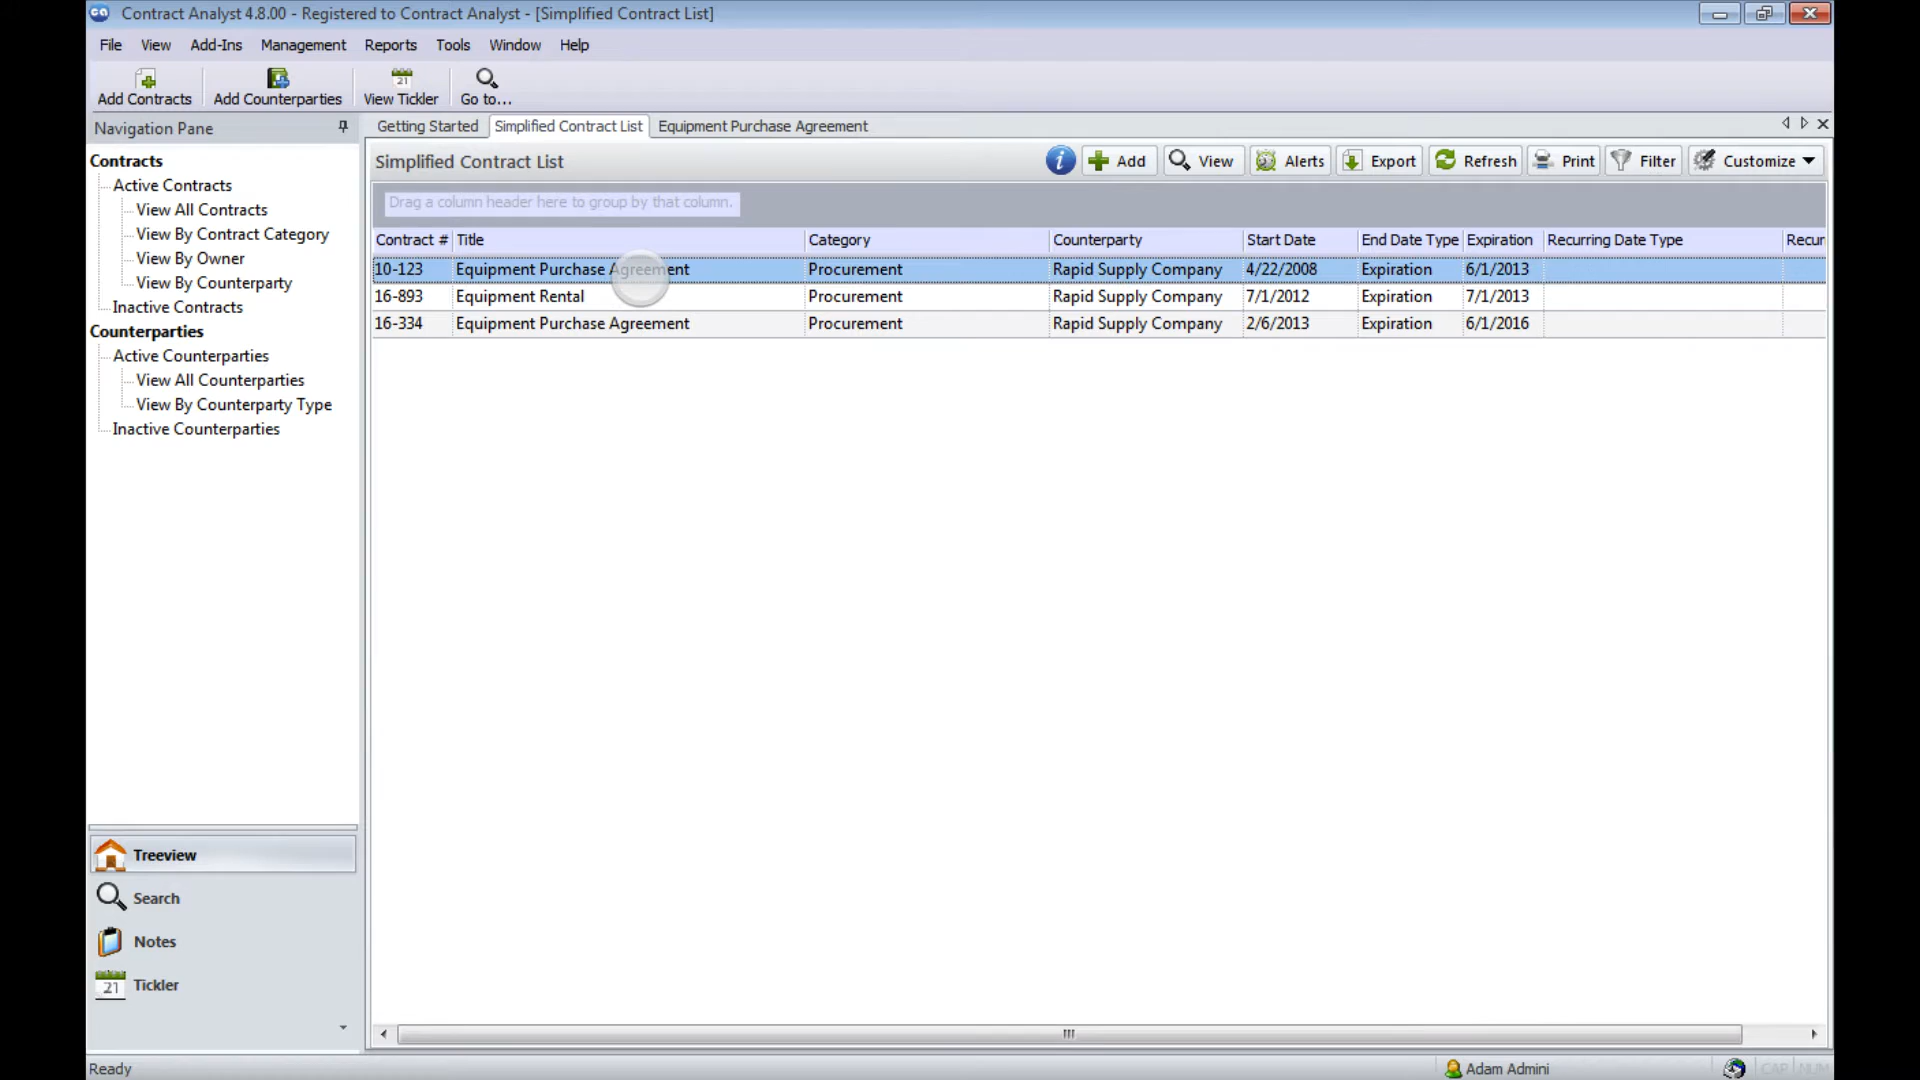 Contract Analyst 4.8.00 - Registered to Contract Analyst - [Simplified Contract List]
File View Add-Ins Management Reports Tools Window Help
Add Contracts Add Counterparties View Tickler Go to...
Navigation Pane
Getting Started Simplified Contract List Equipment Purchase Agreement
Simplified Contract List
Add View Alerts Export Refresh Print Filter Customize
Drag a column header here to group by that column.
Contract # Title Category Counterparty Start Date End Date Type Expiration Recurring Date Type Recur
10-123 Equipment Purchase Agreement Procurement Rapid Supply Company 4/22/2008 Expiration 6/1/2013
16-893 Equipment Rental Procurement Rapid Supply Company 7/1/2012 Expiration 7/1/2013
16-334 Equipment Purchase Agreement Procurement Rapid Supply Company 2/6/2013 Expiration 6/1/2016
Contracts
Active Contracts
View All Contracts
View By Contract Category
View By Owner
View By Counterparty
Inactive Contracts
Counterparties
Active Counterparties
View All Counterparties
View By Counterparty Type
Inactive Counterparties
Treeview
Search
Notes
21 Tickler
Ready Adam Admini CAP NUM